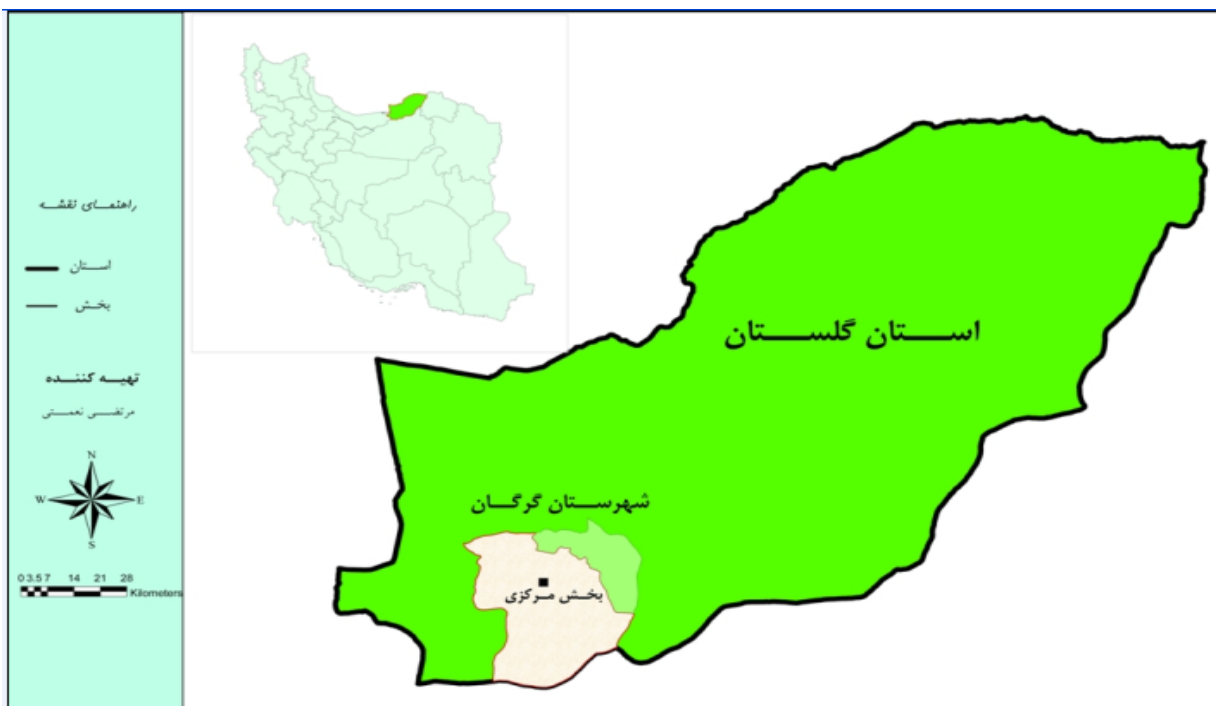 راهنمای نقشه
استان
بخش
تهیه کننده
مرتضی نعمتی
N
W E
S
0 3.5 7 14 21 28
Kilometers
استان گلستان
شهرستان گرگان
بخش مرکزی